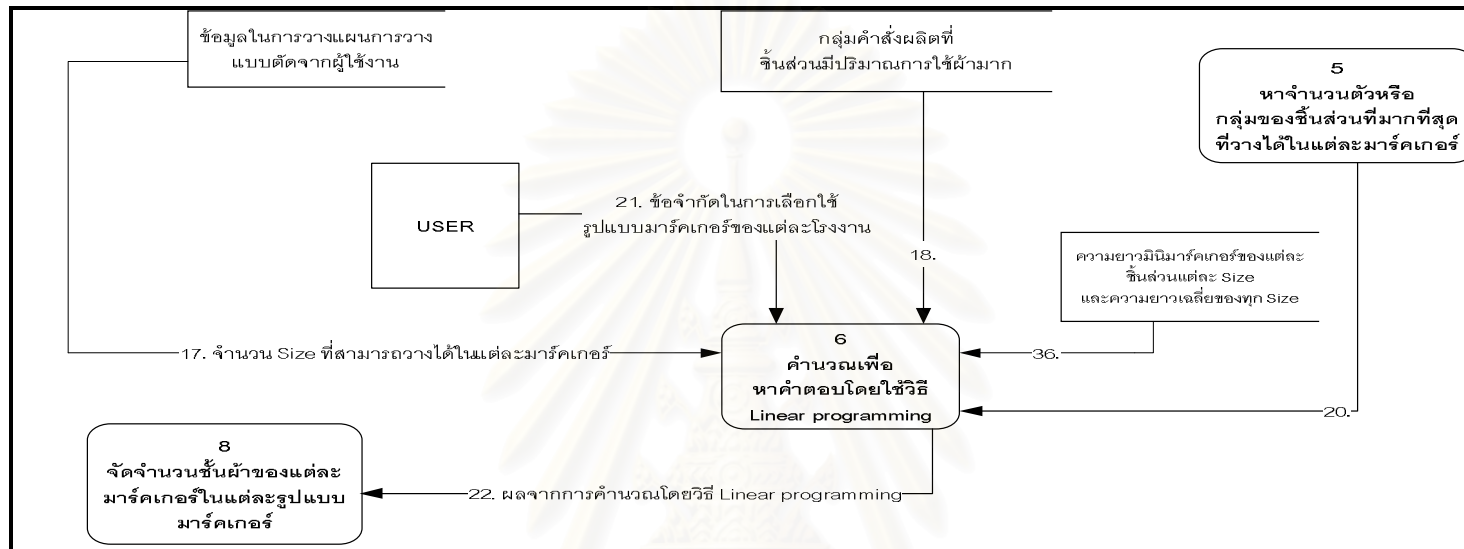 ข้อมูลในการวางแผนการวาง
แบบตัดจากผู้ใช้งาน
กลุ่มคำสั่งผลิตที่
ชิ้นส่วนมีปริมาณการใช้ผ้ามาก
5
หาจำนวนตัวหรือ
กลุ่มของชิ้นส่วนที่มากที่สุด
ที่วางได้ในแต่ละมาร์คเกอร์
USER
21. ข้อจำกัดในการเลือกใช้
รูปแบบมาร์คเกอร์ของแต่ละโรงงาน
18.
ความยาวมินิมาร์คเกอร์ของแต่ละ
ชิ้นส่วนแต่ละ Size
และความยาวเฉลี่ยของทุก Size
17. จำนวน Size ที่สามารถวางได้ในแต่ละมาร์คเกอร์
6
คำนวณเพื่อ
หาคำตอบโดยใช้วิธี
Linear programming
36.
20.
8
จัดจำนวนชั้นผ้าของแต่ละ
มาร์คเกอร์ในแต่ละรูปแบบ
มาร์คเกอร์
22. ผลจากการคำนวณโดยวิธี Linear programming